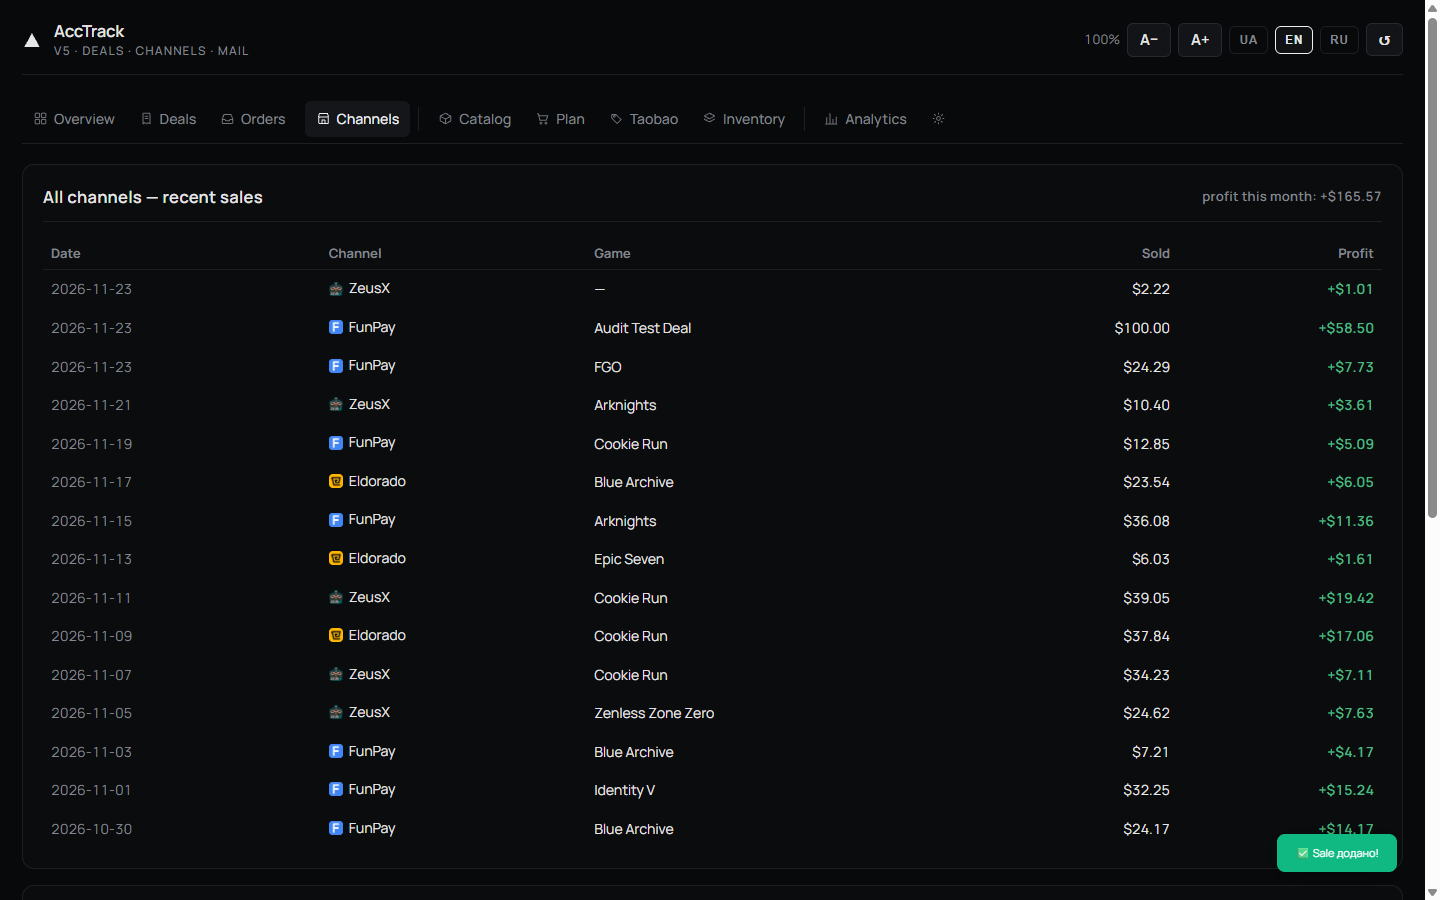 AccTrack
V5 · DEALS · CHANNELS · MAIL
100% A− A+ UA EN RU ↺
Overview Deals Orders Channels Catalog Plan Taobao Inventory Analytics
All channels — recent sales
profit this month: +$165.57
Date Channel Game Sold Profit
2026-11-23 ZeusX — $2.22 +$1.01
2026-11-23 FunPay Audit Test Deal $100.00 +$58.50
2026-11-23 FunPay FGO $24.29 +$7.73
2026-11-21 ZeusX Arknights $10.40 +$3.61
2026-11-19 FunPay Cookie Run $12.85 +$5.09
2026-11-17 Eldorado Blue Archive $23.54 +$6.05
2026-11-15 FunPay Arknights $36.08 +$11.36
2026-11-13 Eldorado Epic Seven $6.03 +$1.61
2026-11-11 ZeusX Cookie Run $39.05 +$19.42
2026-11-09 Eldorado Cookie Run $37.84 +$17.06
2026-11-07 ZeusX Cookie Run $34.23 +$7.11
2026-11-05 ZeusX Zenless Zone Zero $24.62 +$7.63
2026-11-03 FunPay Blue Archive $7.21 +$4.17
2026-11-01 FunPay Identity V $32.25 +$15.24
2026-10-30 FunPay Blue Archive $24.17 +$14.17
✅ Sale додано!